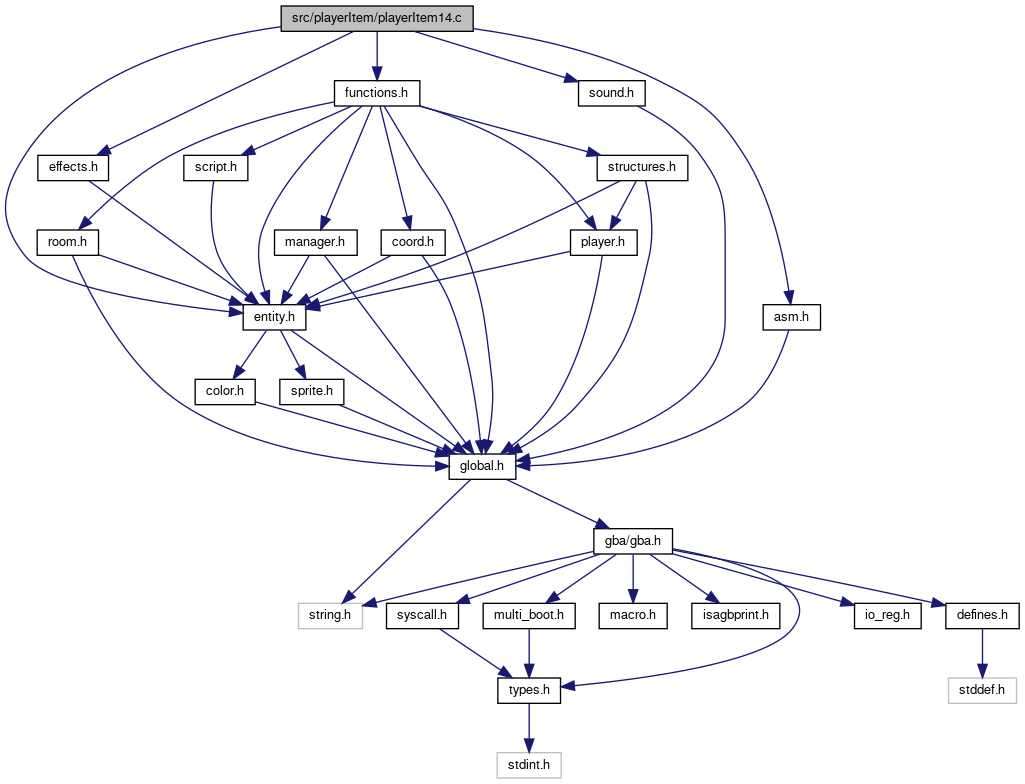 src/playerItem/playerItem14.c
functions.h
sound.h
effects.h
script.h
structures.h
room.h
manager.h
coord.h
player.h
entity.h
asm.h
color.h
sprite.h
global.h
gba/gba.h
string.h
syscall.h
multi_boot.h
macro.h
isagbprint.h
io_reg.h
defines.h
types.h
stddef.h
stdint.h